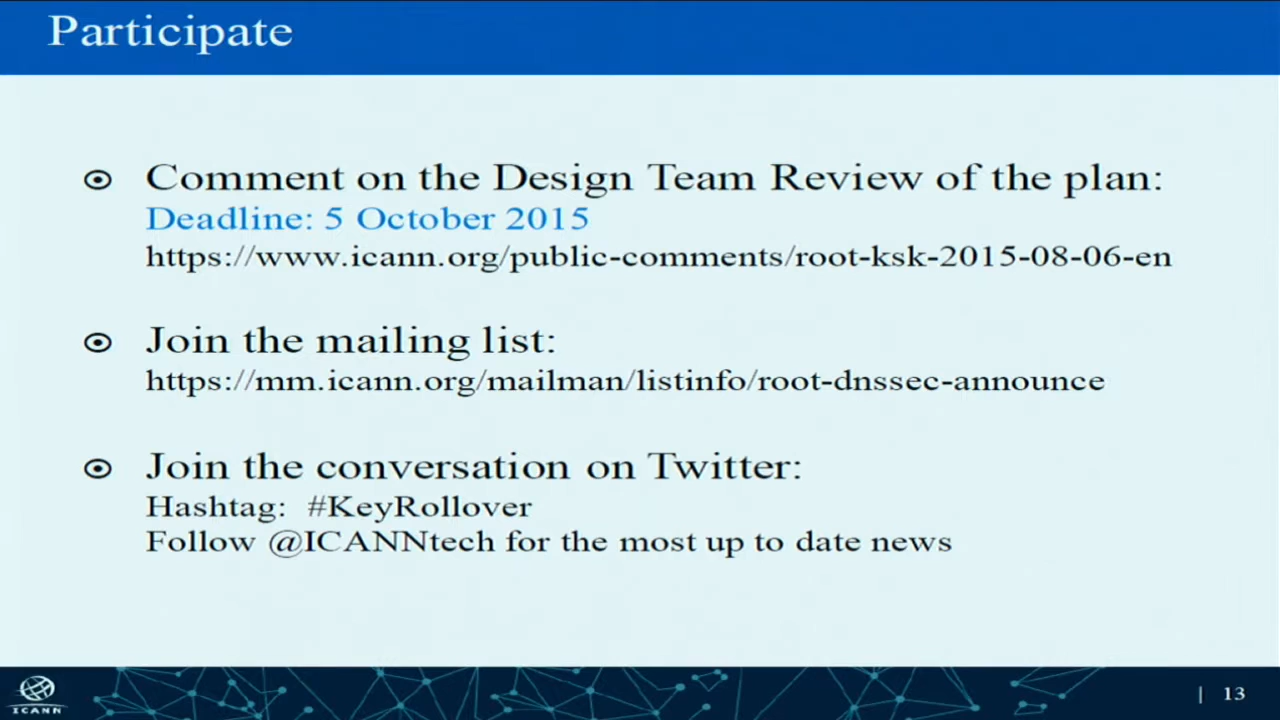 Participate
Comment on the Design Team Review of the plan:
Deadline: 5 October 2015
https://www.icann.org/public-comments/root-ksk-2015-08-06-en
Join the mailing list:
https://mm.icann.org/mailman/listinfo/root-dnssec-announce
Join the conversation on Twitter:
Hashtag: #KeyRollover
Follow @ICANNtech for the most up to date news
ICANN
| 13